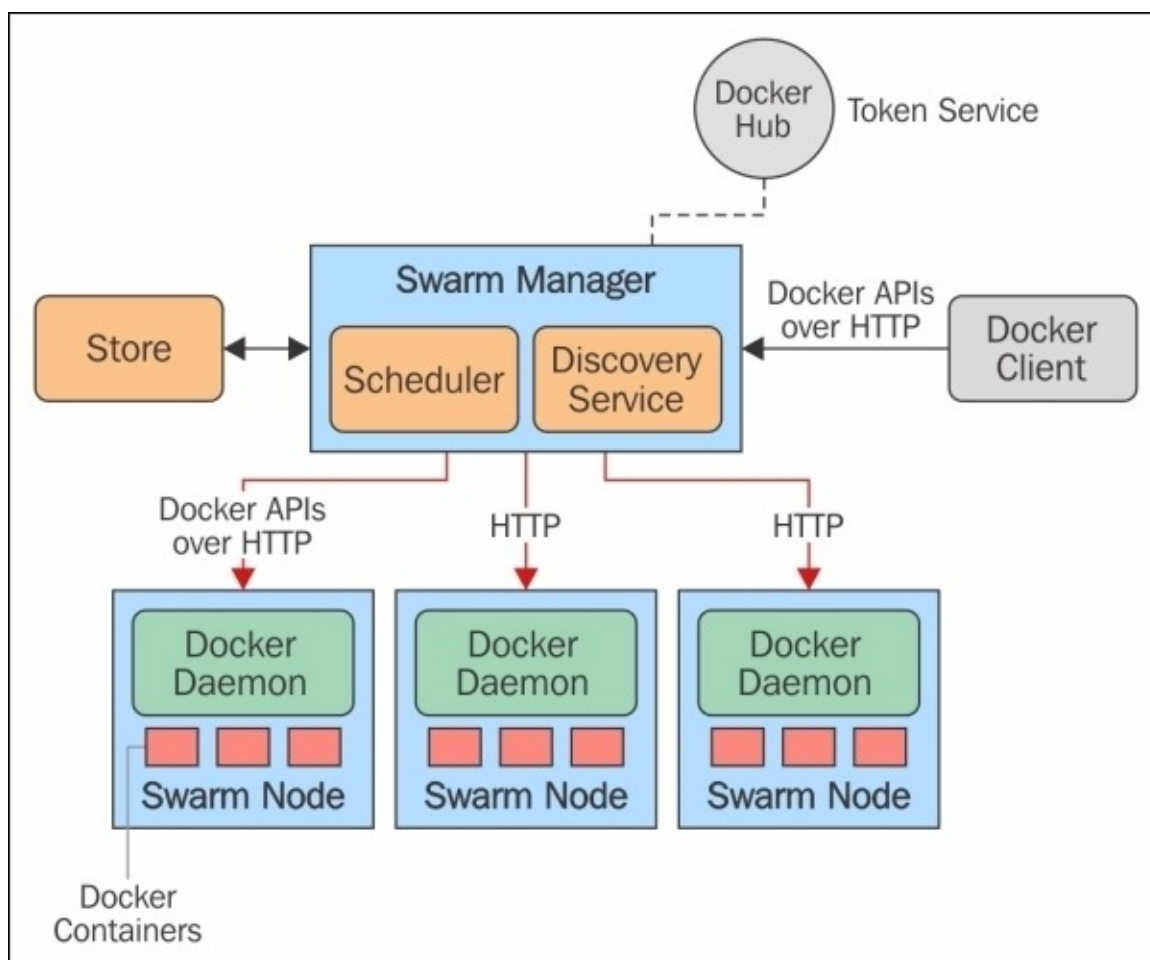 Docker
Hub
Token Service
Swarm Manager
Docker APIs
over HTTP
Store
Scheduler
Discovery
Service
Docker
Client
Docker APIs
over HTTP
HTTP
HTTP
Docker
Daemon
Docker
Daemon
Docker
Daemon
Swarm Node
Swarm Node
Swarm Node
Docker
Containers